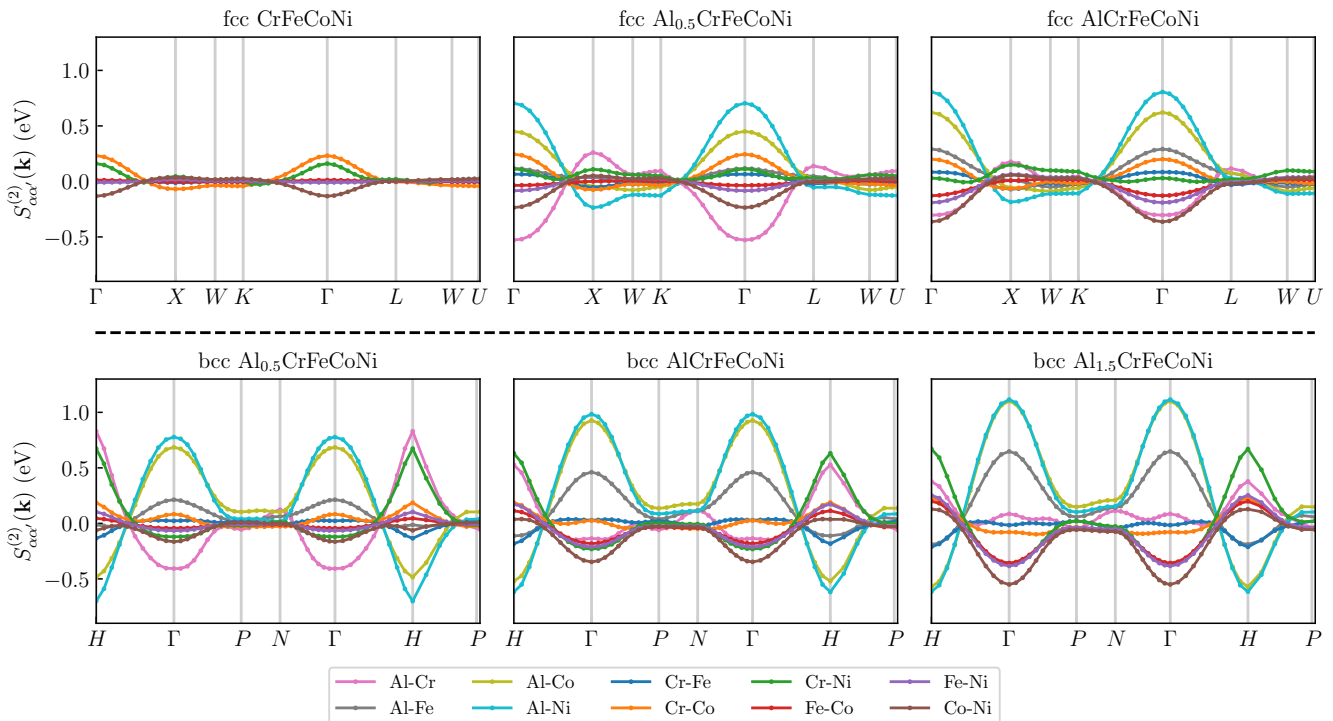 fcc CrFeCoNi fcc Al₀.₅CrFeCoNi fcc AlCrFeCoNi
S⁽²⁾αα′(k) (eV)
1.0
0.5
0.0
−0.5
Γ X W K Γ L W U Γ X W K Γ L W U Γ X W K Γ L W U
bcc Al₀.₅CrFeCoNi bcc AlCrFeCoNi bcc Al₁.₅CrFeCoNi
S⁽²⁾αα′(k) (eV)
1.0
0.5
0.0
−0.5
H Γ P N Γ H P H Γ P N Γ H P H Γ P N Γ H P
Al-Cr Al-Co Cr-Fe Cr-Ni Fe-Ni
Al-Fe Al-Ni Cr-Co Fe-Co Co-Ni